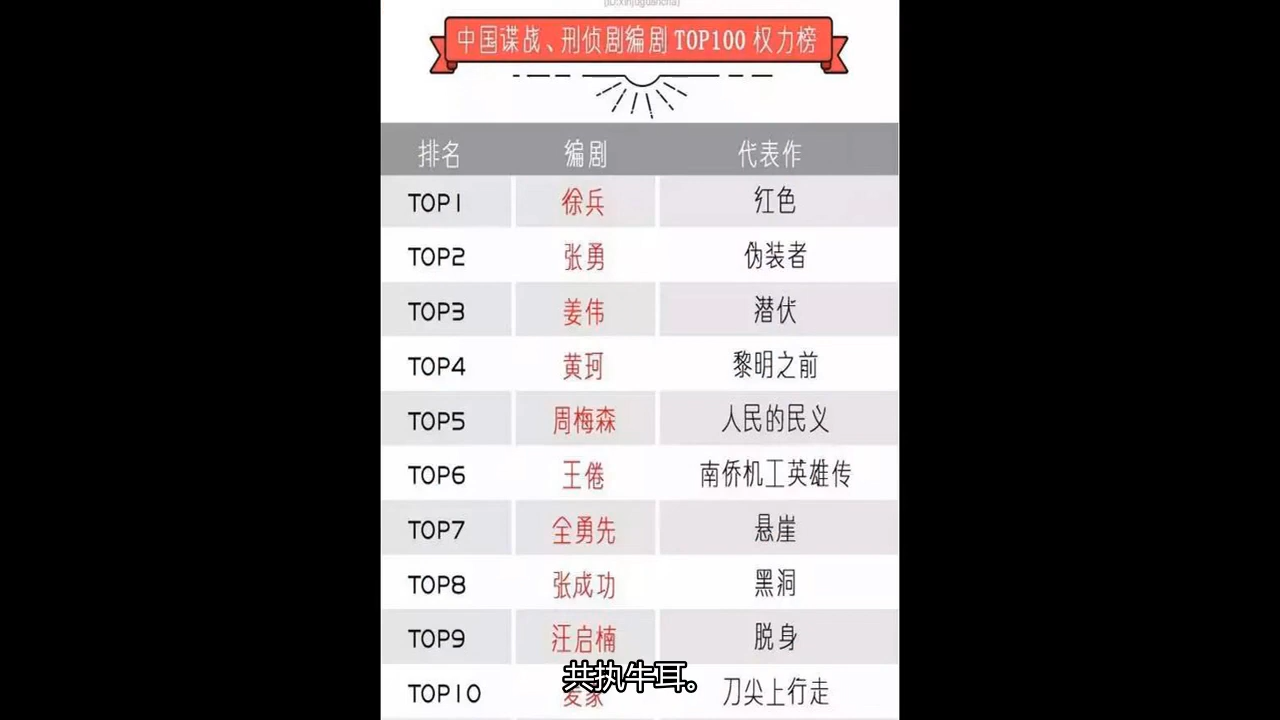 (ID:xinjuguancha)
中国谍战、刑侦剧编剧TOP100权力榜
排名 编剧 代表作
TOP1 徐兵 红色
TOP2 张勇 伪装者
TOP3 姜伟 潜伏
TOP4 黄珂 黎明之前
TOP5 周梅森 人民的民义
TOP6 王倦 南侨机工英雄传
TOP7 全勇先 悬崖
TOP8 张成功 黑洞
TOP9 汪启楠 脱身
TOP10 麦家 刀尖上行走
共执牛耳。